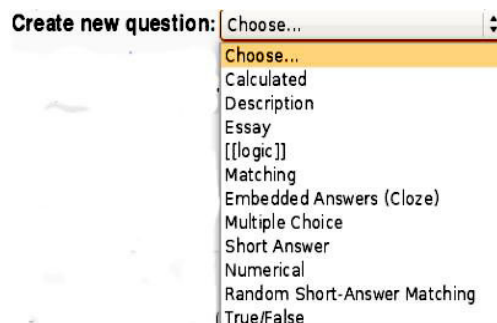 Create new question: Choose...
Choose...
Calculated
Description
Essay
[[logic]]
Matching
Embedded Answers (Cloze)
Multiple Choice
Short Answer
Numerical
Random Short-Answer Matching
True/False